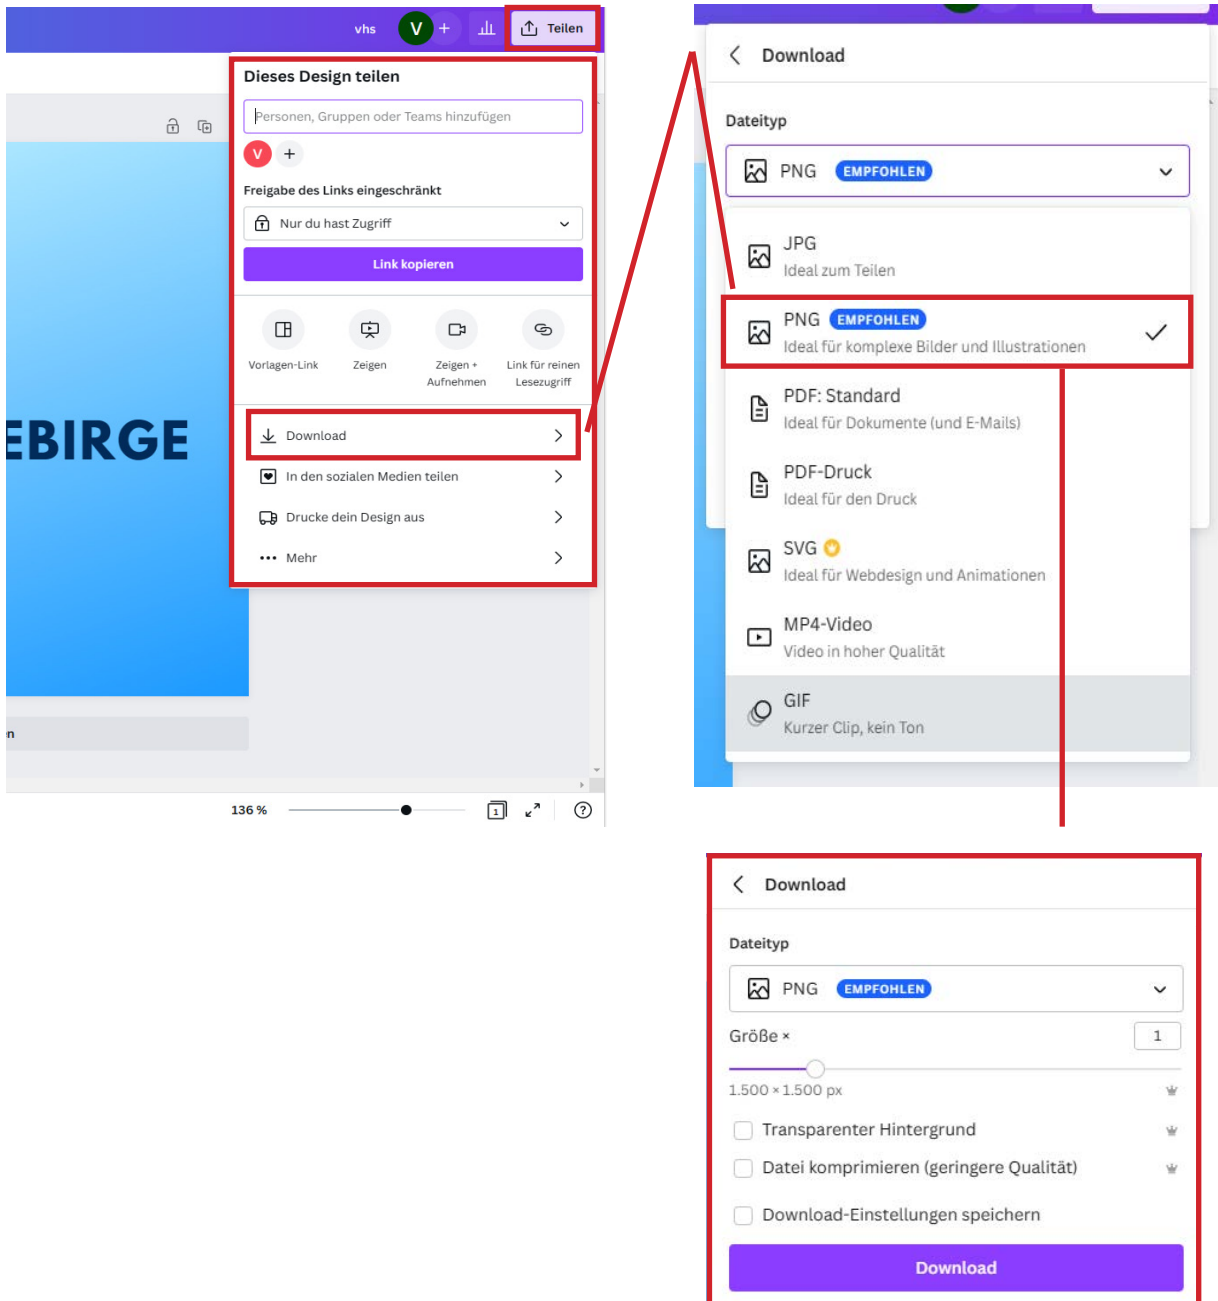 vhs V + Teilen
Dieses Design teilen
Personen, Gruppen oder Teams hinzufügen
V +
Freigabe des Links eingeschränkt
Nur du hast Zugriff
Link kopieren
Vorlagen-Link
Zeigen
Zeigen +
Aufnehmen
Link für reinen
Lesezugriff
Download
In den sozialen Medien teilen
Drucke dein Design aus
Mehr
EBIRGE
en
136 % 1 ?
Download
Dateityp
PNG EMPFOHLEN
JPG
Ideal zum Teilen
PNG EMPFOHLEN
Ideal für komplexe Bilder und Illustrationen
PDF: Standard
Ideal für Dokumente (und E-Mails)
PDF-Druck
Ideal für den Druck
SVG
Ideal für Webdesign und Animationen
MP4-Video
Video in hoher Qualität
GIF
Kurzer Clip, kein Ton
Download
Dateityp
PNG EMPFOHLEN
Größe × 1
1.500 × 1.500 px
Transparenter Hintergrund
Datei komprimieren (geringere Qualität)
Download-Einstellungen speichern
Download